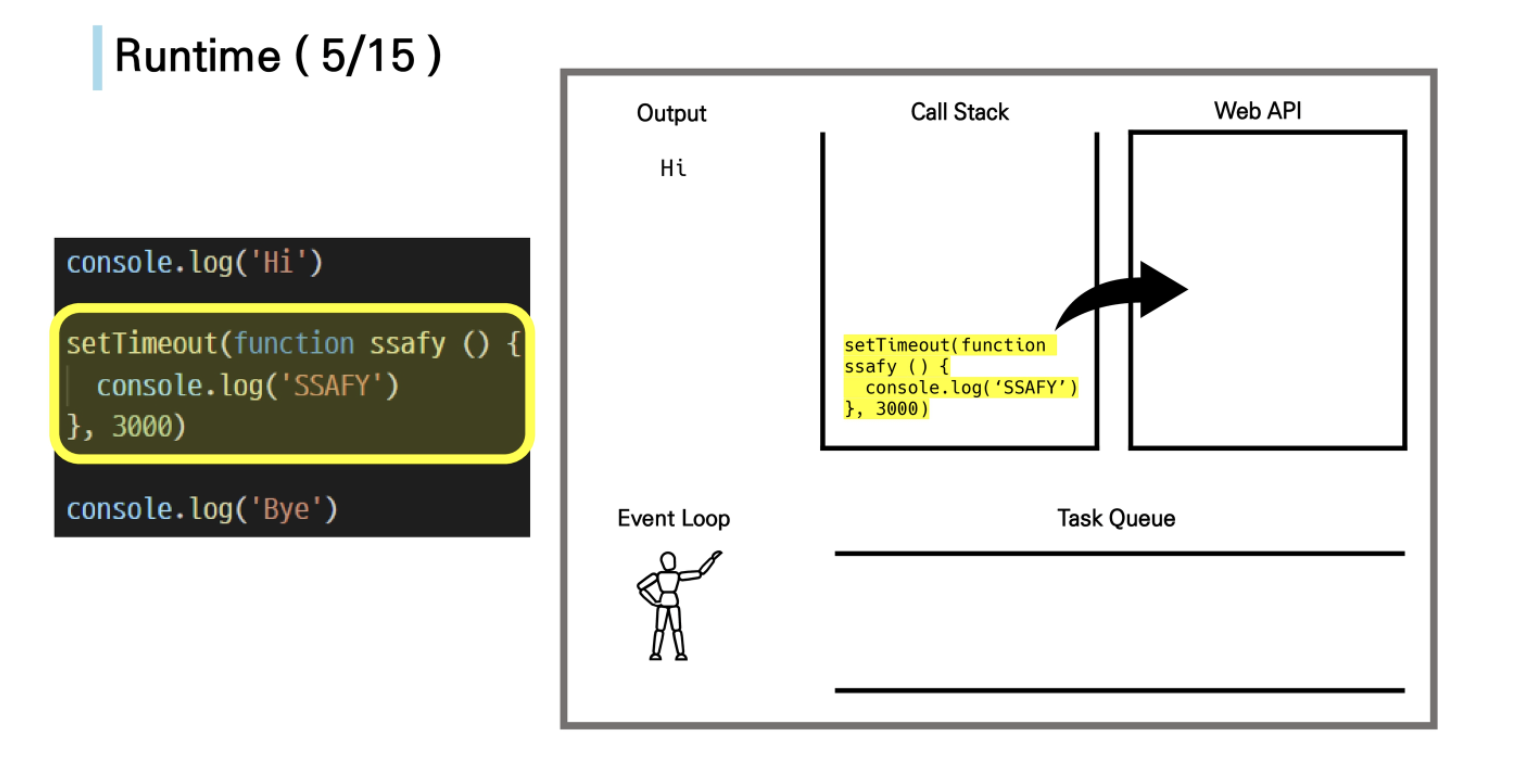 Runtime ( 5/15 )
console.log('Hi')
setTimeout(function ssafy () {
console.log('SSAFY')
}, 3000)
console.log('Bye')
Output
Hi
Call Stack
setTimeout(function
ssafy () {
console.log(‘SSAFY’)
}, 3000)
Web API
Event Loop
Task Queue